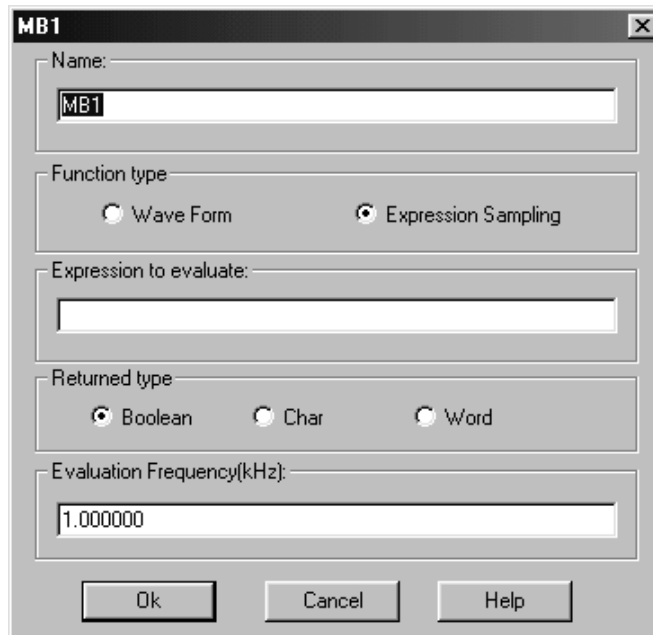 MB1
Name:
MB1
Function type
Wave Form Expression Sampling
Expression to evaluate:
Returned type
Boolean Char Word
Evaluation Frequency(kHz):
1.000000
Ok Cancel Help